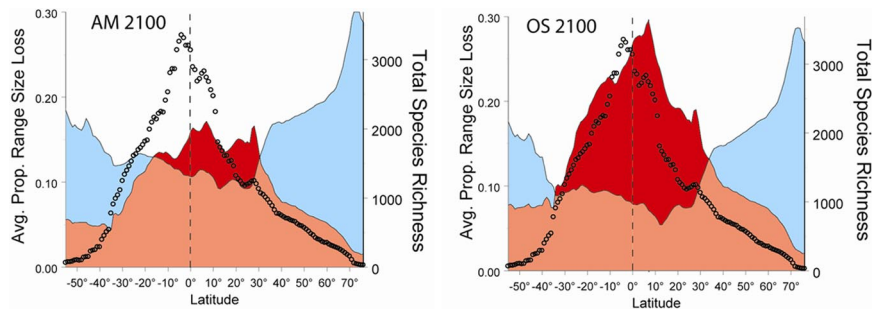 AM 2100
Avg. Prop. Range Size Loss
0.30
0.20
0.10
0.00
3000
2000
1000
0
Total Species Richness
-50° -40° -30° -20° -10° 0° 10° 20° 30° 40° 50° 60° 70°
Latitude
OS 2100
Avg. Prop. Range Size Loss
0.30
0.20
0.10
0.00
3000
2000
1000
0
Total Species Richness
-50° -40° -30° -20° -10° 0° 10° 20° 30° 40° 50° 60° 70°
Latitude